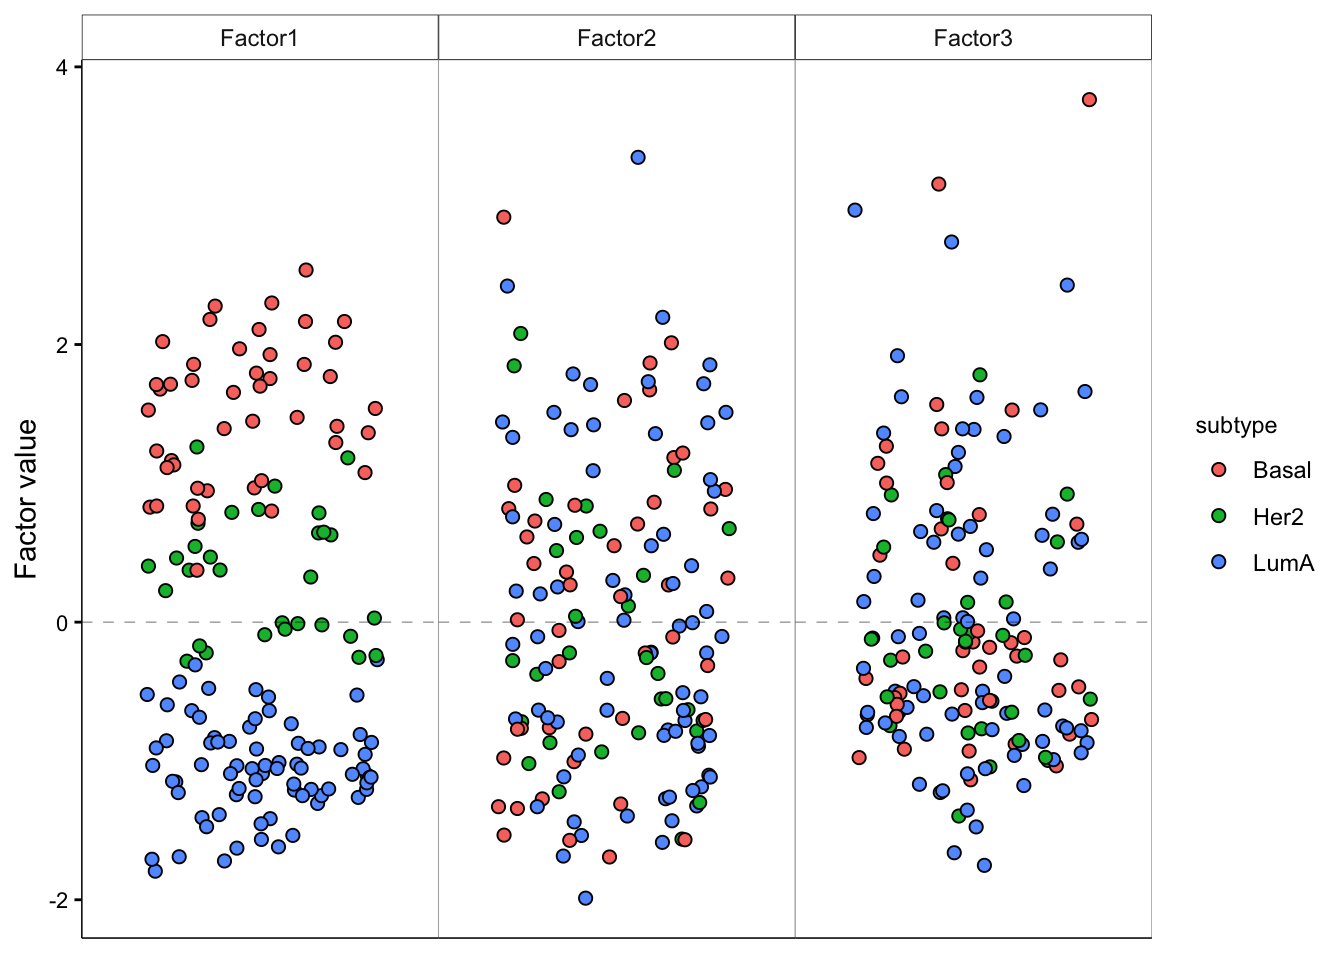 Factor1 Factor2 Factor3
4
2
0
-2
Factor value
subtype
Basal
Her2
LumA